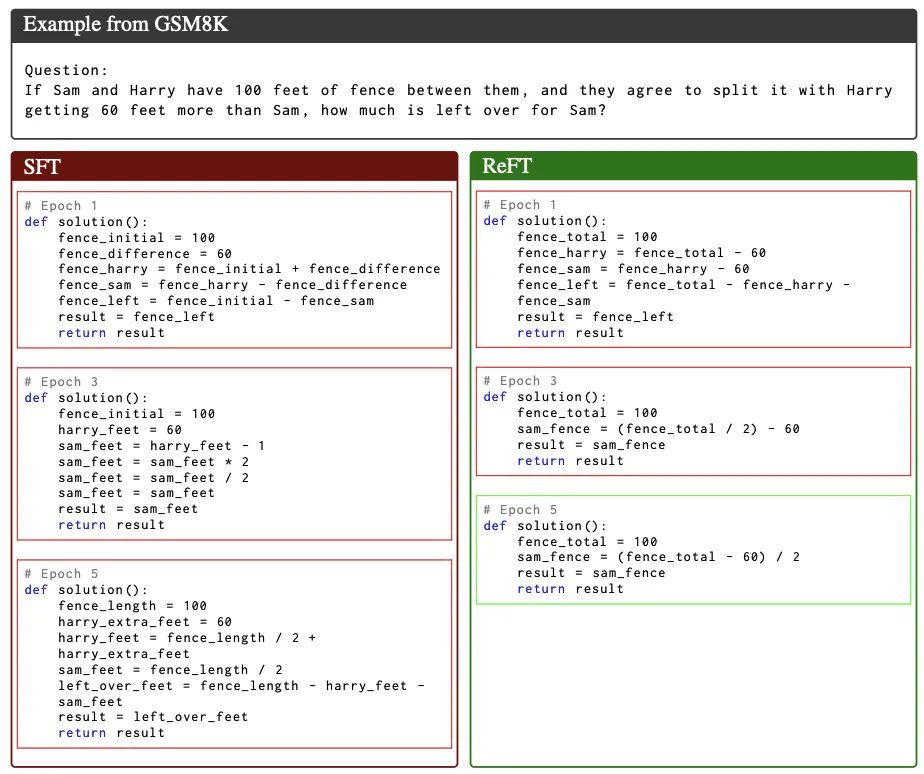 Example from GSM8K
Question:
If Sam and Harry have 100 feet of fence between them, and they agree to split it with Harry
getting 60 feet more than Sam, how much is left over for Sam?
SFT
# Epoch 1
def solution():
    fence_initial = 100
    fence_difference = 60
    fence_harry = fence_initial + fence_difference
    fence_sam = fence_harry - fence_difference
    fence_left = fence_initial - fence_sam
    result = fence_left
    return result
# Epoch 3
def solution():
    fence_initial = 100
    harry_feet = 60
    sam_feet = harry_feet - 1
    sam_feet = sam_feet * 2
    sam_feet = sam_feet / 2
    sam_feet = sam_feet
    result = sam_feet
    return result
# Epoch 5
def solution():
    fence_length = 100
    harry_extra_feet = 60
    harry_feet = fence_length / 2 +
    harry_extra_feet
    sam_feet = fence_length / 2
    left_over_feet = fence_length - harry_feet -
    sam_feet
    result = left_over_feet
    return result
ReFT
# Epoch 1
def solution():
    fence_total = 100
    fence_harry = fence_total - 60
    fence_sam = fence_harry - 60
    fence_left = fence_total - fence_harry -
    fence_sam
    result = fence_left
    return result
# Epoch 3
def solution():
    fence_total = 100
    sam_fence = (fence_total / 2) - 60
    result = sam_fence
    return result
# Epoch 5
def solution():
    fence_total = 100
    sam_fence = (fence_total - 60) / 2
    result = sam_fence
    return result